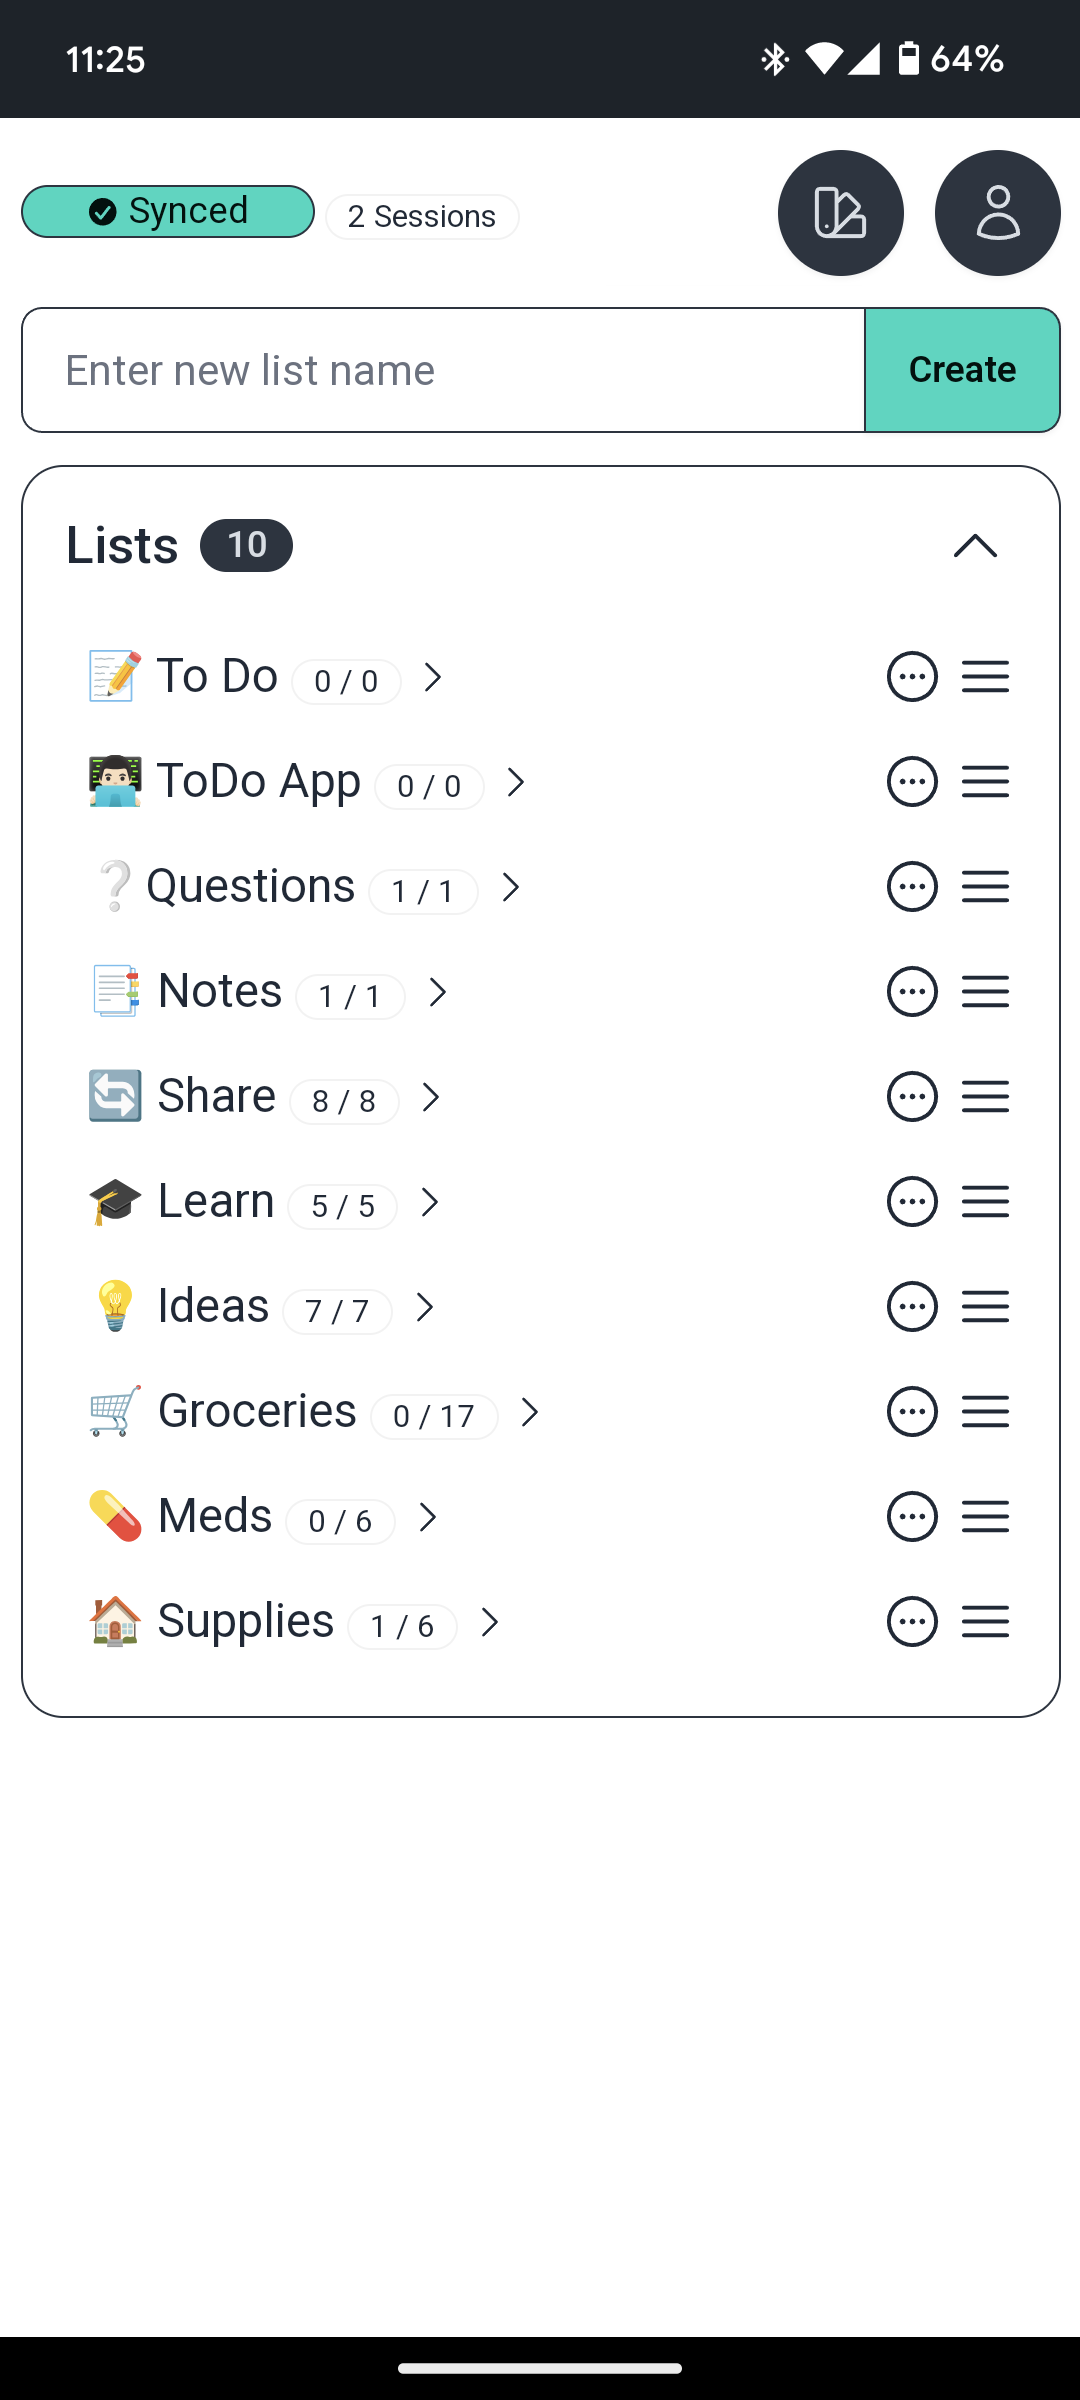 11:25 64%
Synced 2 Sessions
Enter new list name Create
Lists 10
To Do 0 / 0
ToDo App 0 / 0
Questions 1 / 1
Notes 1 / 1
Share 8 / 8
Learn 5 / 5
Ideas 7 / 7
Groceries 0 / 17
Meds 0 / 6
Supplies 1 / 6